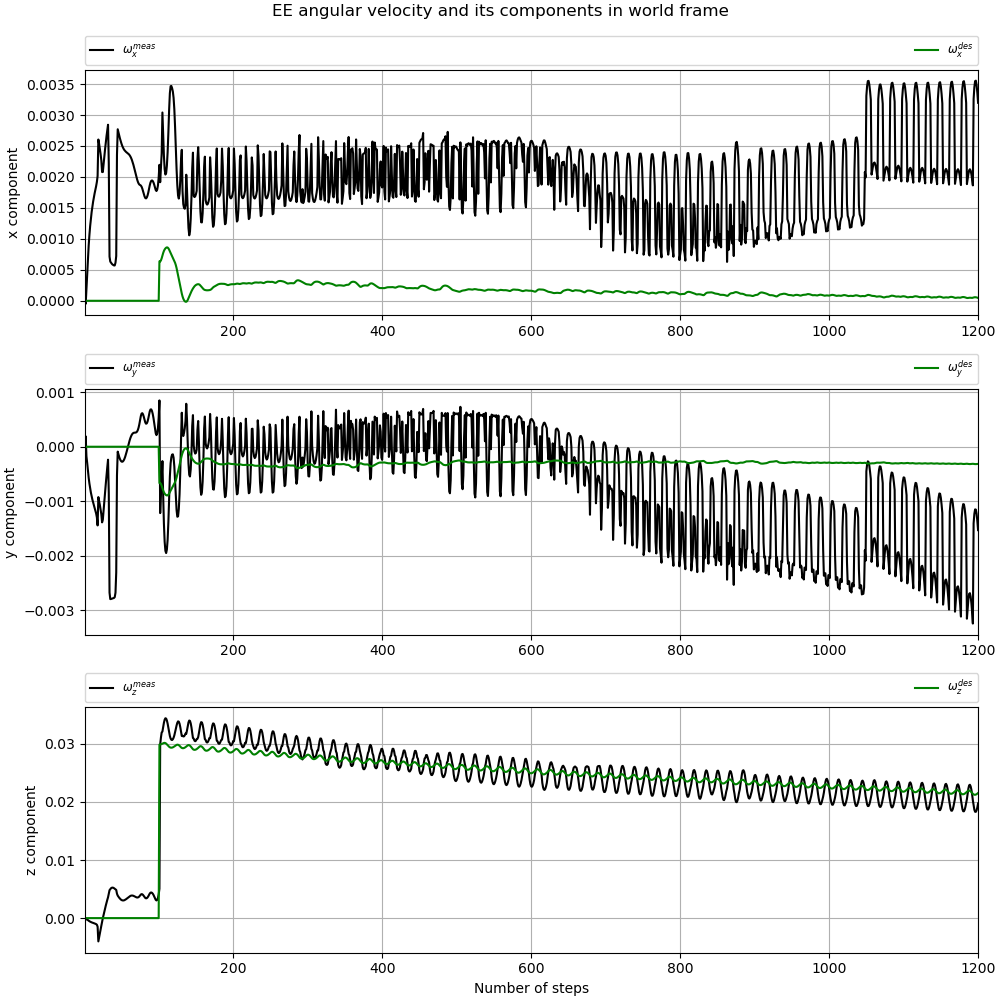 EE angular velocity and its components in world frame
ω_x^meas ω_x^des
0.0035
0.0030
0.0025
0.0020
0.0015
0.0010
0.0005
0.0000
x component
200 400 600 800 1000 1200
ω_y^meas ω_y^des
0.001
0.000
−0.001
−0.002
−0.003
y component
200 400 600 800 1000 1200
ω_z^meas ω_z^des
0.03
0.02
0.01
0.00
z component
200 400 600 800 1000 1200
Number of steps